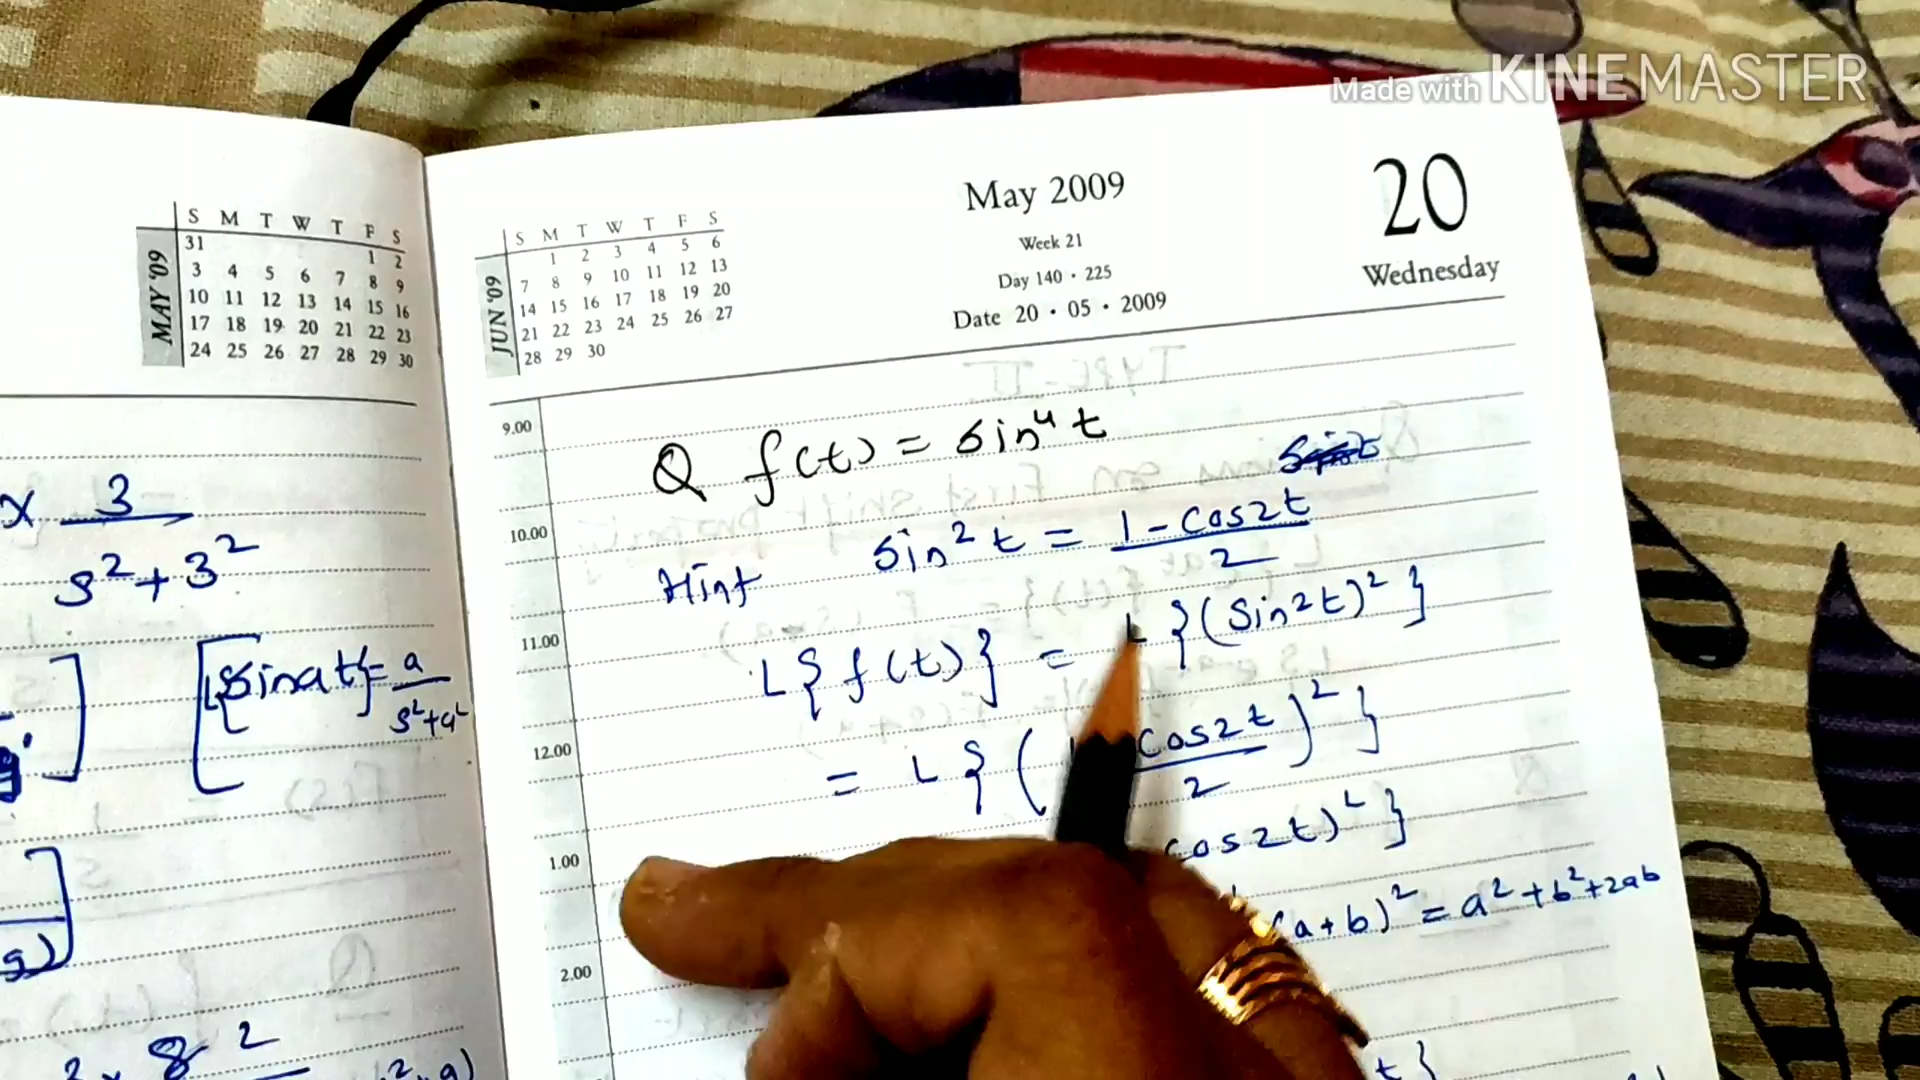 Made with KINEMASTER
MAY '09
S M T W T F S
31 1 2
3 4 5 6 7 8 9
10 11 12 13 14 15 16
17 18 19 20 21 22 23
24 25 26 27 28 29 30
x 3
s² + 3²
[L{sinat} = a
s²+a²
a)
8 2
JUN '09
S M T W T F S
1 2 3 4 5 6
7 8 9 10 11 12 13
14 15 16 17 18 19 20
21 22 23 24 25 26 27
28 29 30
May 2009
Week 21
Day 140 • 225
Date 20 • 05 • 2009
20
Wednesday
9.00
Q f(t) = sin⁴ t
10.00
Hint sin² t = 1 - cos2t
2
11.00
L{f(t)} = L{(sin²t)²}
12.00
= L{( cos2t )²}
2
1.00
cos2t)²}
(a+b)² = a²+b²+2ab
2.00
t}